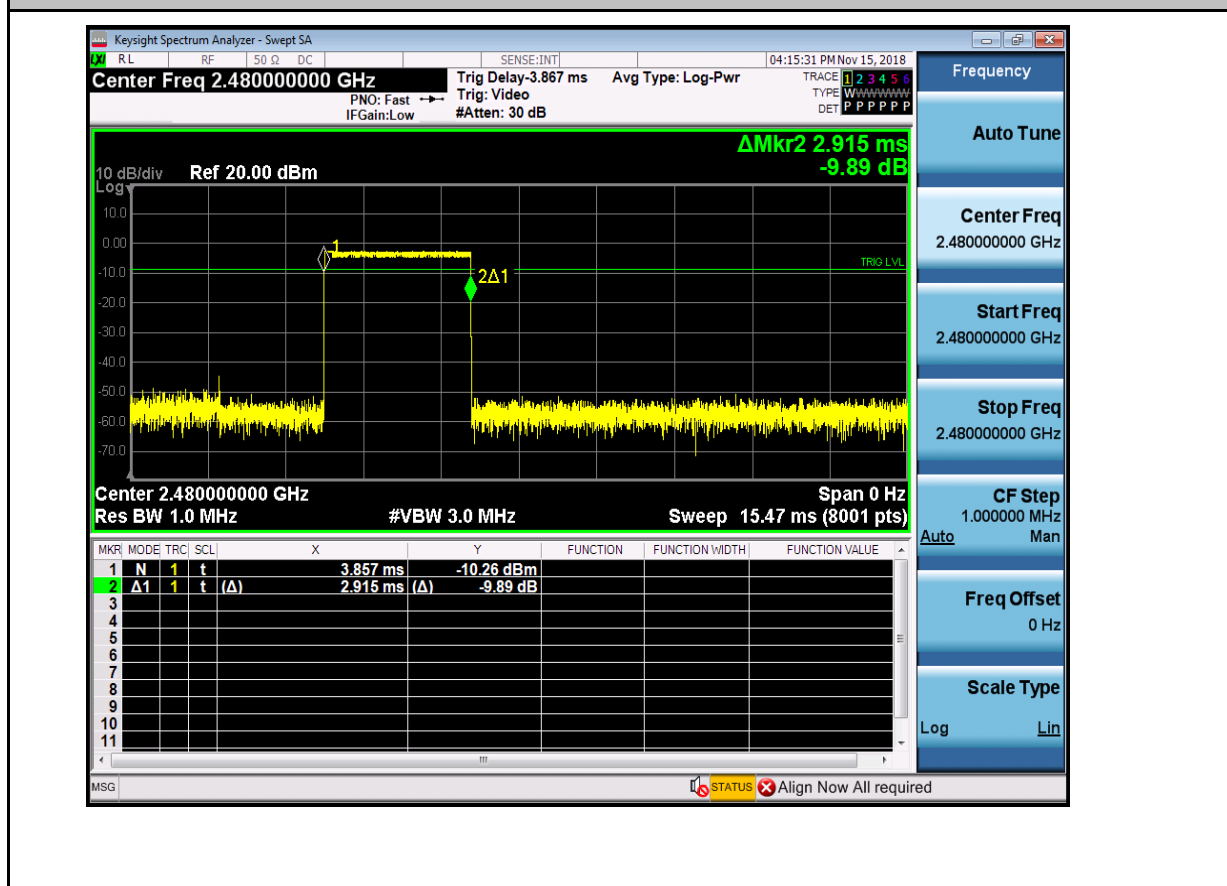 Keysight Spectrum Analyzer - Swept SA
RL RF 50 Ω DC SENSE:INT 04:15:31 PM Nov 15, 2018
Center Freq 2.480000000 GHz
PNO: Fast
IFGain:Low
Trig Delay-3.867 ms
Trig: Video
#Atten: 30 dB
Avg Type: Log-Pwr
TRACE 1 2 3 4 5 6
TYPE WWWWWW
DET P P P P P P
ΔMkr2 2.915 ms
-9.89 dB
10 dB/div Ref 20.00 dBm
Log
10.0
0.00
-10.0
-20.0
-30.0
-40.0
-50.0
-60.0
-70.0
1
2Δ1
TRIG LVL
Center 2.480000000 GHz Span 0 Hz
Res BW 1.0 MHz #VBW 3.0 MHz Sweep 15.47 ms (8001 pts)
MKR MODE TRC SCL X Y FUNCTION FUNCTION WIDTH FUNCTION VALUE
1 N 1 t 3.857 ms -10.26 dBm
2 Δ1 1 t (Δ) 2.915 ms (Δ) -9.89 dB
3
4
5
6
7
8
9
10
11
MSG STATUS Align Now All required
Frequency
Auto Tune
Center Freq
2.480000000 GHz
Start Freq
2.480000000 GHz
Stop Freq
2.480000000 GHz
CF Step
1.000000 MHz
Auto Man
Freq Offset
0 Hz
Scale Type
Log Lin